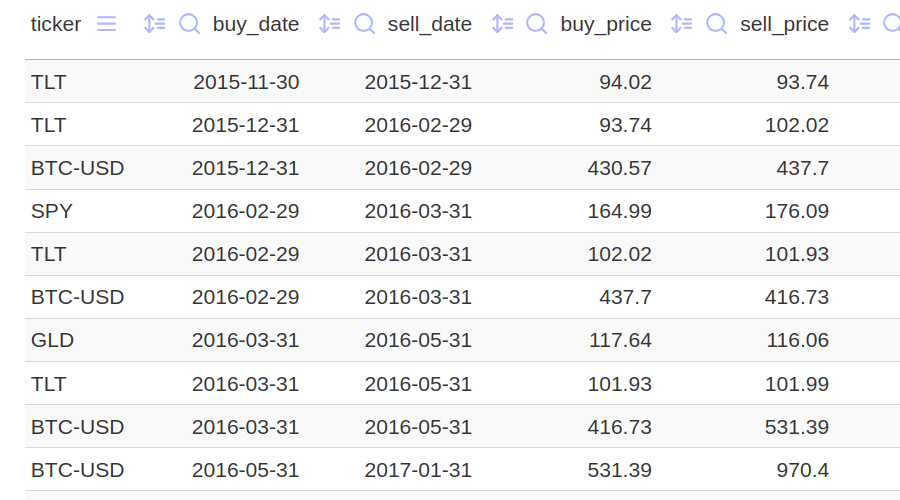 ticker buy_date sell_date buy_price sell_price
TLT 2015-11-30 2015-12-31 94.02 93.74
TLT 2015-12-31 2016-02-29 93.74 102.02
BTC-USD 2015-12-31 2016-02-29 430.57 437.7
SPY 2016-02-29 2016-03-31 164.99 176.09
TLT 2016-02-29 2016-03-31 102.02 101.93
BTC-USD 2016-02-29 2016-03-31 437.7 416.73
GLD 2016-03-31 2016-05-31 117.64 116.06
TLT 2016-03-31 2016-05-31 101.93 101.99
BTC-USD 2016-03-31 2016-05-31 416.73 531.39
BTC-USD 2016-05-31 2017-01-31 531.39 970.4